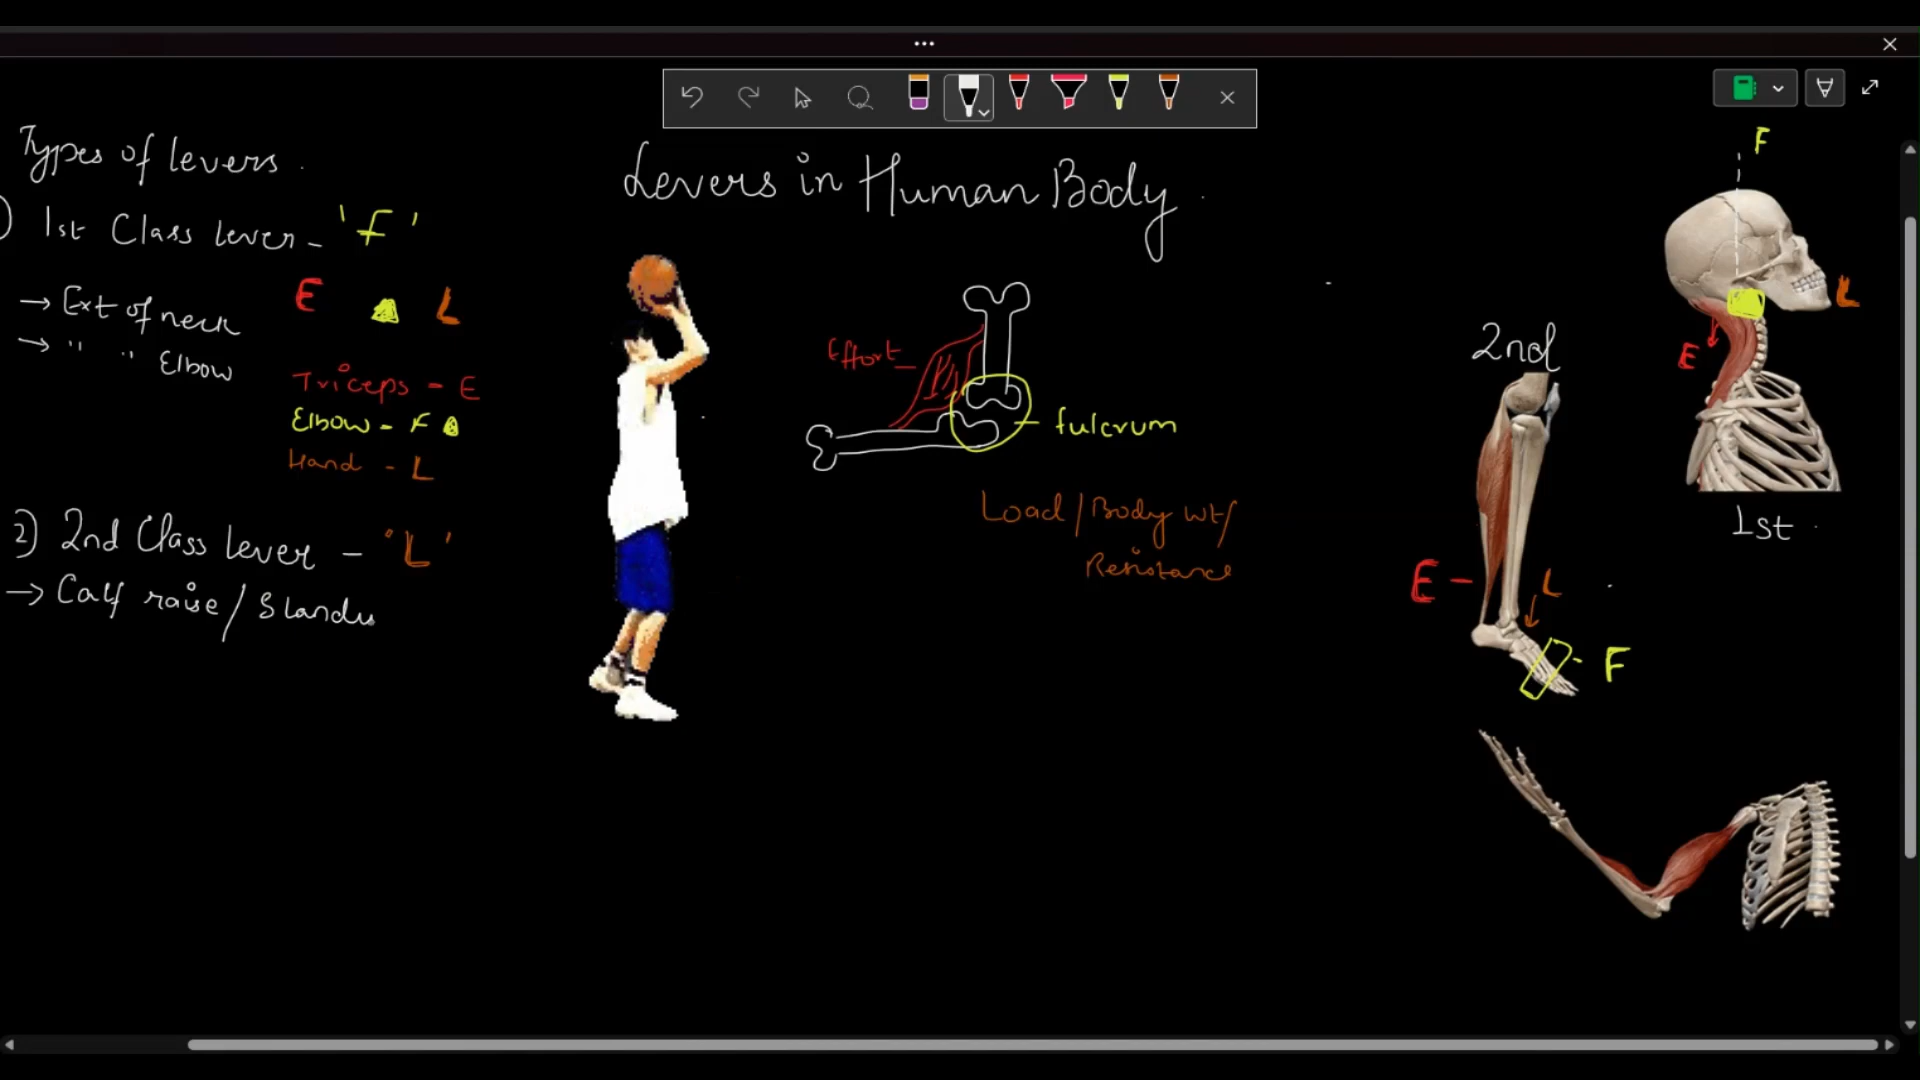 Types of levers.
) 1st Class lever - 'f'
E L
→ Ext of neck
→ " " Elbow
Triceps - E
Elbow - F
Hand - L
2) 2nd Class lever - 'L'
→ Calf raise/Standi
Levers in Human Body.
Effort
fulcrum
Load/Body wt/
Resistance
2nd
E
L
F
F
L
E
1st